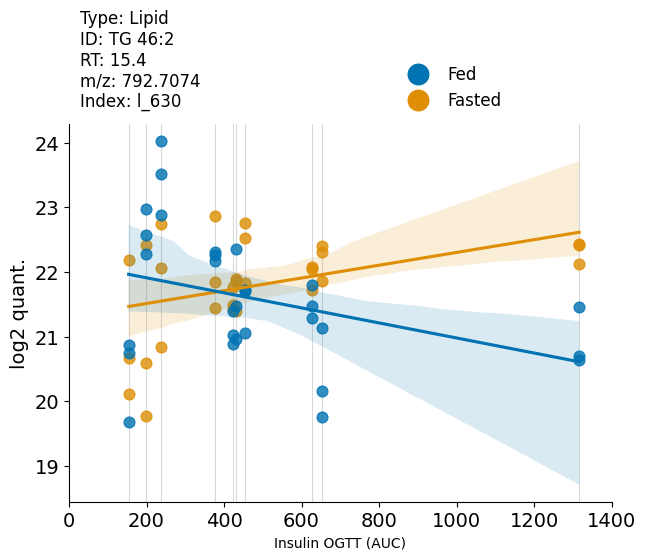 Type: Lipid
ID: TG 46:2
RT: 15.4
m/z: 792.7074
Index: l_630
Fed
Fasted
24
23
22
21
20
19
log2 quant.
0 200 400 600 800 1000 1200 1400
Insulin OGTT (AUC)